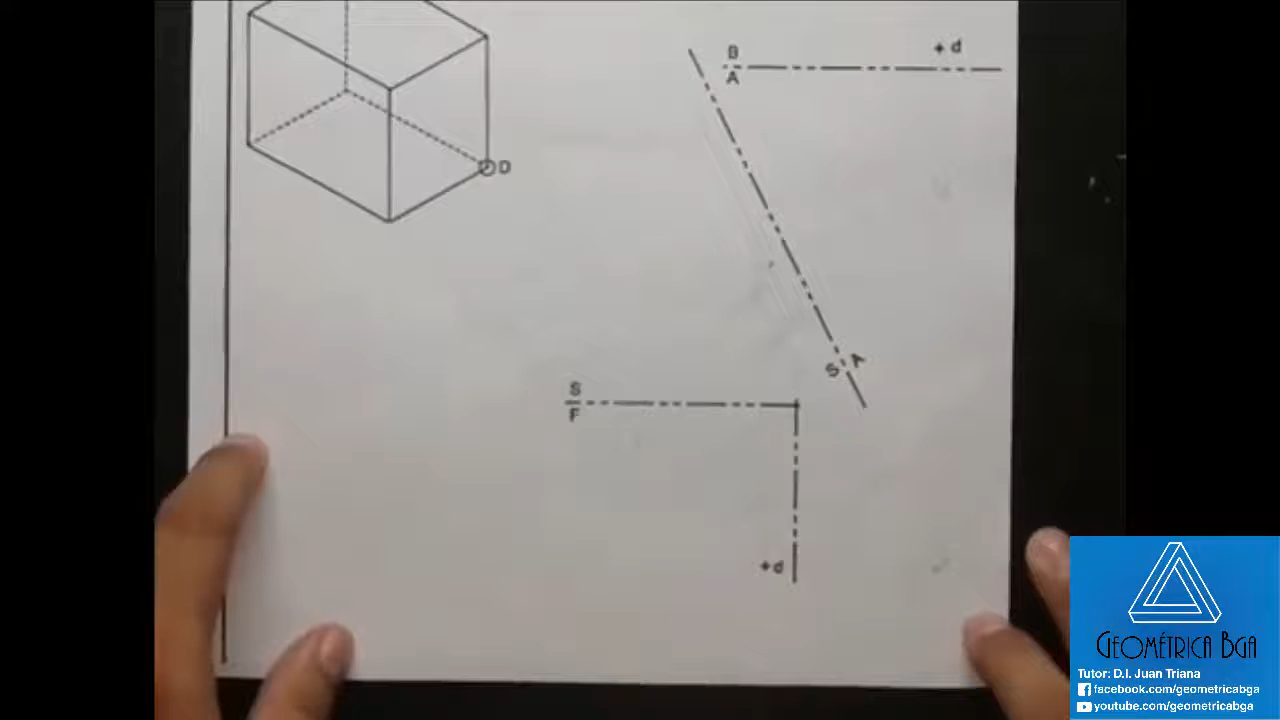 B
A
+d
D
S
A
S
F
+d
GEOMÉTRICA BGA
Tutor: D.I. Juan Triana
facebook.com/geometricabga
youtube.com/geometricabga